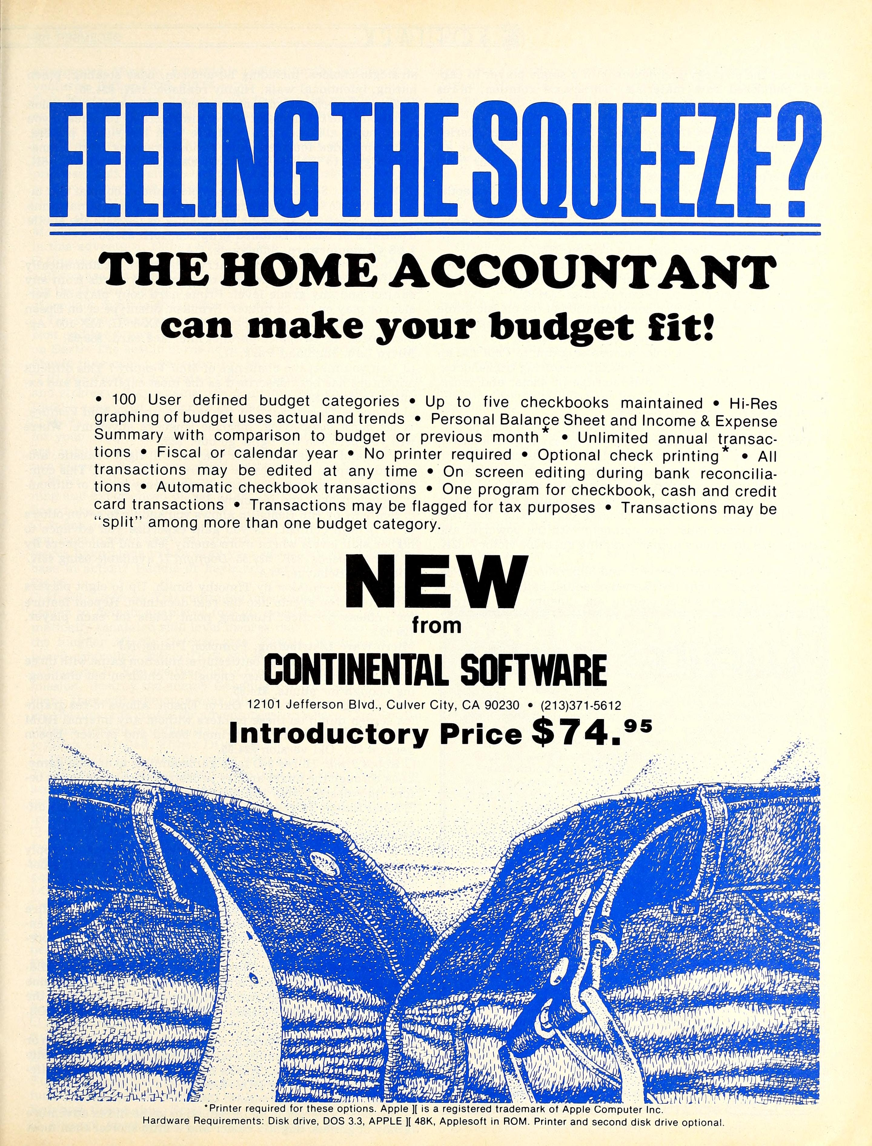 FEELING THE SQUEEZE?
THE HOME ACCOUNTANT
can make your budget fit!
• 100 User defined budget categories • Up to five checkbooks maintained • Hi-Res
graphing of budget uses actual and trends • Personal Balance Sheet and Income & Expense
Summary with comparison to budget or previous month* • Unlimited annual transac-
tions • Fiscal or calendar year • No printer required • Optional check printing* • All
transactions may be edited at any time • On screen editing during bank reconcilia-
tions • Automatic checkbook transactions • One program for checkbook, cash and credit
card transactions • Transactions may be flagged for tax purposes • Transactions may be
“split” among more than one budget category.
NEW
from
CONTINENTAL SOFTWARE
12101 Jefferson Blvd., Culver City, CA 90230 • (213)371-5612
Introductory Price $74.95
*Printer required for these options. Apple ][ is a registered trademark of Apple Computer Inc.
Hardware Requirements: Disk drive, DOS 3.3, APPLE ][ 48K, Applesoft in ROM. Printer and second disk drive optional.